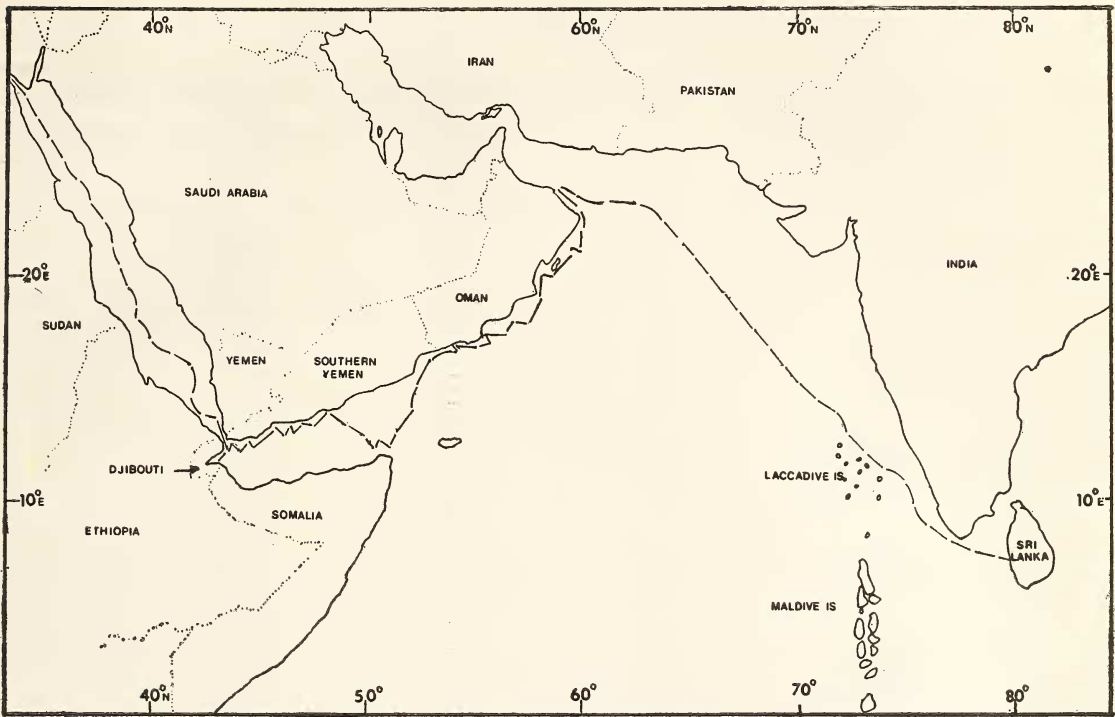 40°N
60°N
70°N
80°N
IRAN
PAKISTAN
SAUDI ARABIA
20°E
INDIA
20°E
OMAN
SUDAN
YEMEN
SOUTHERN
YEMEN
DJIBOUTI
LACCADIVE IS
10°E
10°E
SOMALIA
ETHIOPIA
SRI
LANKA
MALDIVE IS
40°N
50°
60°
70°
80°